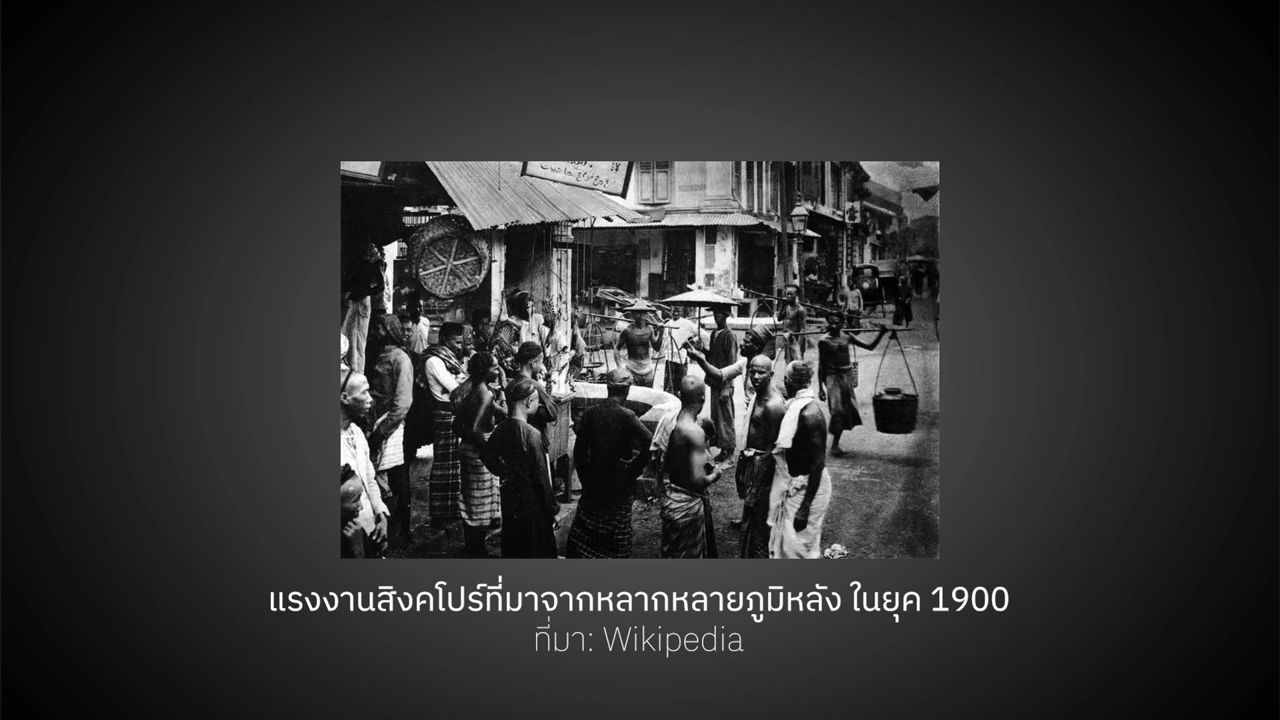 แรงงานสิงคโปร์ที่มาจากหลากหลายภูมิหลัง ในยุค 1900
ที่มา: Wikipedia